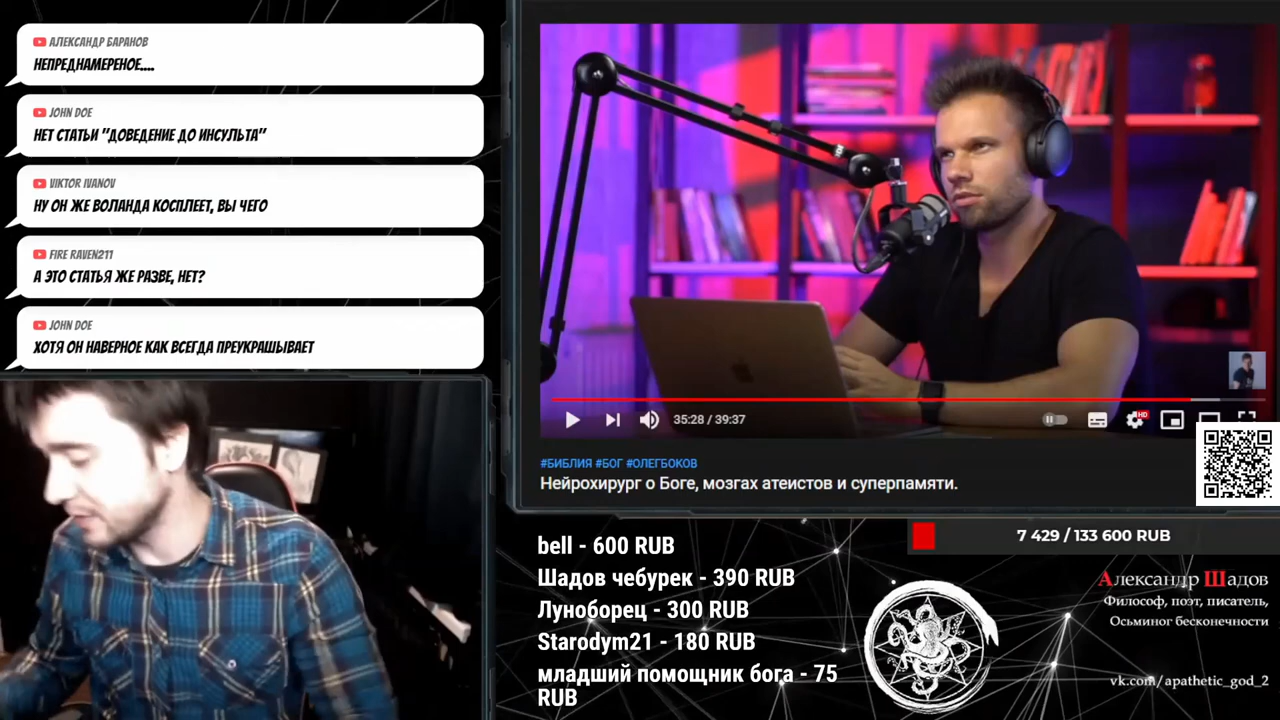 АЛЕКСАНДР БАРАНОВ
НЕПРЕДНАМЕРЕНОЕ....
JOHN DOE
НЕТ СТАТЬИ "ДОВЕДЕНИЕ ДО ИНСУЛЬТА"
VIKTOR IVANOV
НУ ОН ЖЕ ВОЛАНДА КОСПЛЕЕТ, ВЫ ЧЕГО
FIRE RAVEN211
А ЭТО СТАТЬЯ ЖЕ РАЗВЕ, НЕТ?
JOHN DOE
ХОТЯ ОН НАВЕРНОЕ КАК ВСЕГДА ПРЕУКРАШЫВАЕТ
35:28 / 39:37
HD
#БИБЛИЯ #БОГ #ОЛЕГБОКОВ
Нейрохирург о Боге, мозгах атеистов и суперпамяти.
7 429 / 133 600 RUB
bell - 600 RUB
Шадов чебурек - 390 RUB
Луноборец - 300 RUB
Starodym21 - 180 RUB
младший помощник бога - 75
RUB
Александр Шадов
Философ, поэт, писатель,
Осьминог бесконечности
vk.com/apathetic_god_2